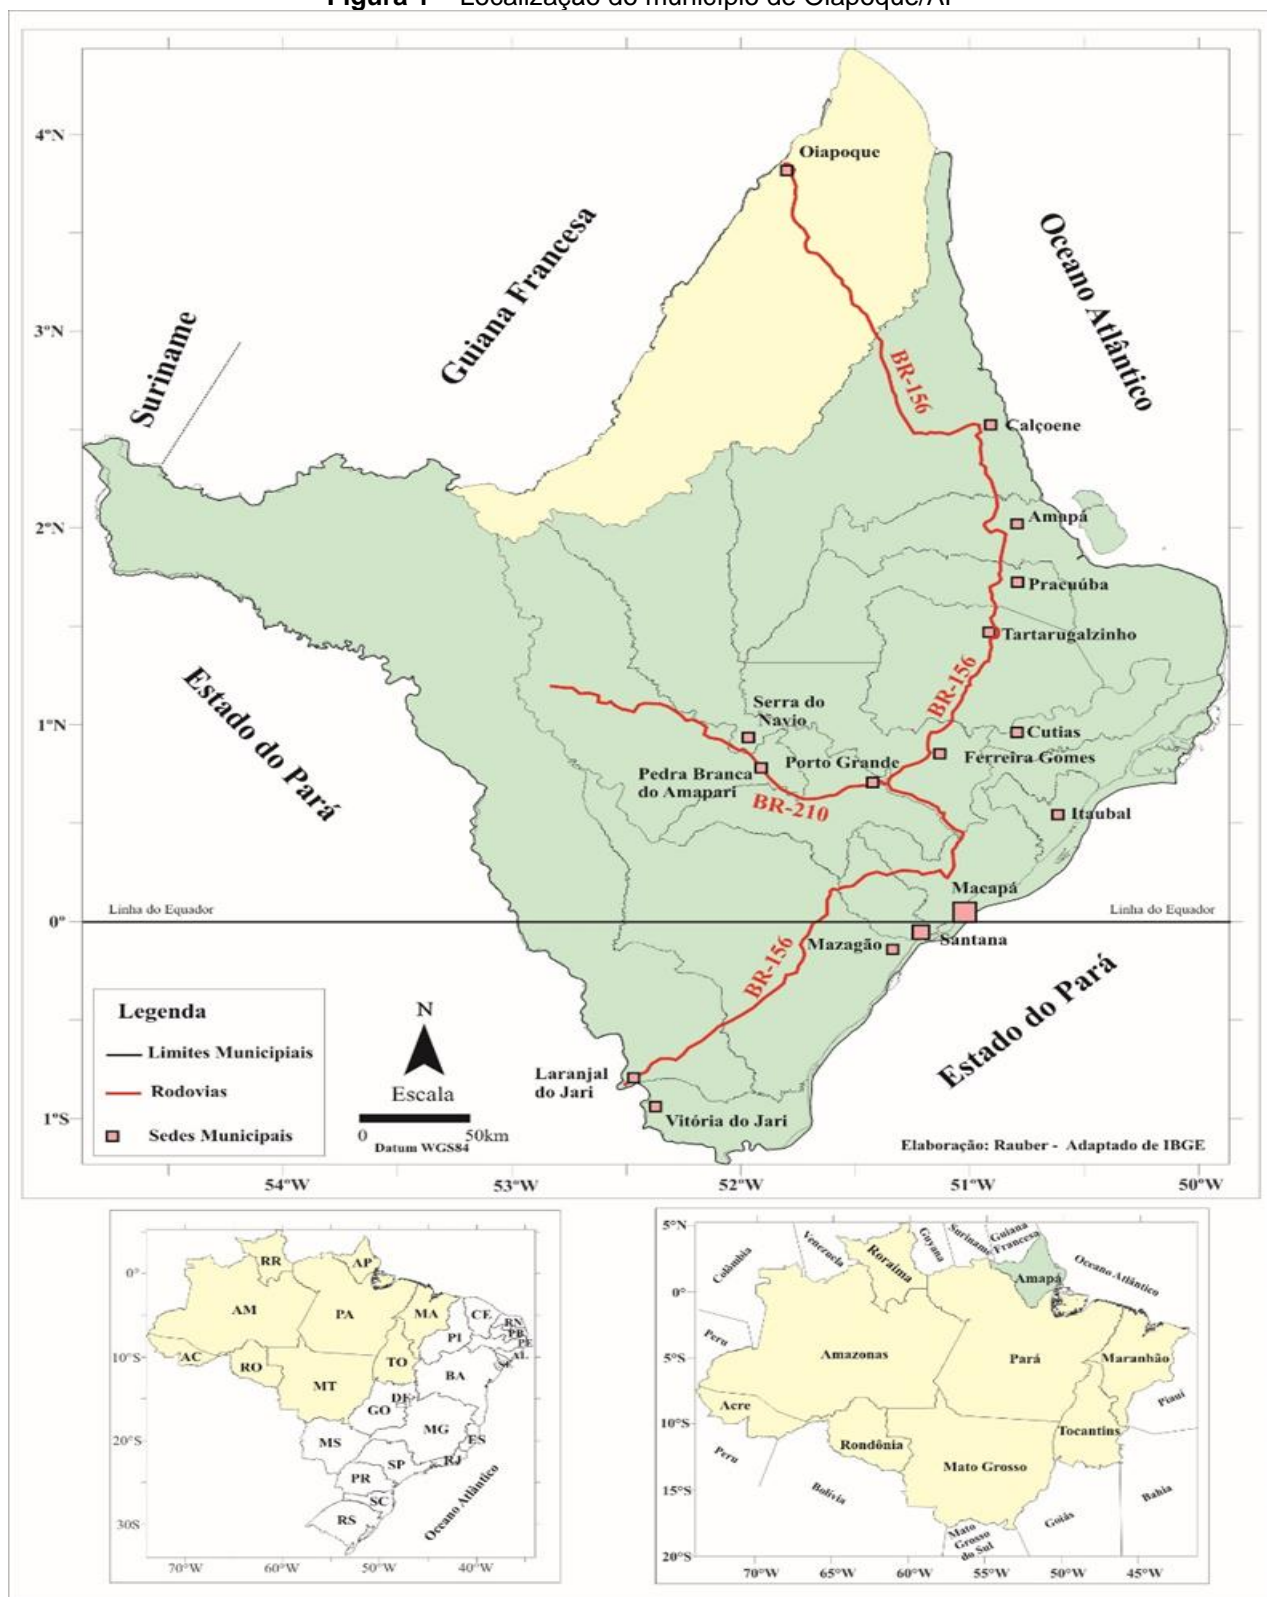 Figura 1 – Localização do município de Oiapoque/AP
4°N
3°N
2°N
1°N
0°
1°S
54°W
53°W
52°W
51°W
50°W
Oiapoque
Guiana Francesa
Suriname
Oceano Atlântico
BR-156
Calçoene
Amapá
Pracuúba
Tartarugalzinho
BR-156
Estado do Pará
Serra do
Navio
Cutias
Ferreira Gomes
Porto Grande
Pedra Branca
do Amapari
BR-210
Itaubal
Macapá
Linha do Equador
Linha do Equador
Santana
Mazagão
BR-156
Estado do Pará
Legenda
Limites Municipiais
Rodovias
Sedes Municipais
N
Escala
0
50km
Datum WGS84
Laranjal
do Jari
Vitória do Jari
Elaboração: Rauber - Adaptado de IBGE
0°
10°S
20°S
30S
70°W
60°W
50°W
40°W
RR
AP
AM
PA
MA
CE
RN
PB
PE
AL
SE
PI
AC
RO
TO
MT
BA
DF
GO
MG
ES
MS
SP
RJ
PR
SC
RS
Oceano Atlântico
5°N
0°
5°S
10°S
15°S
20°S
70°W
65°W
60°W
55°W
50°W
45°W
Colômbia
Venezuela
Roraima
Guyana
Suriname
Guiana
Francesa
Oceano Atlântico
Amapá
Peru
Amazonas
Pará
Maranhão
Piauí
Acre
Rondônia
Tocantins
Peru
Mato Grosso
Bolívia
Bahia
Goiás
Mato
Grosso
do Sul